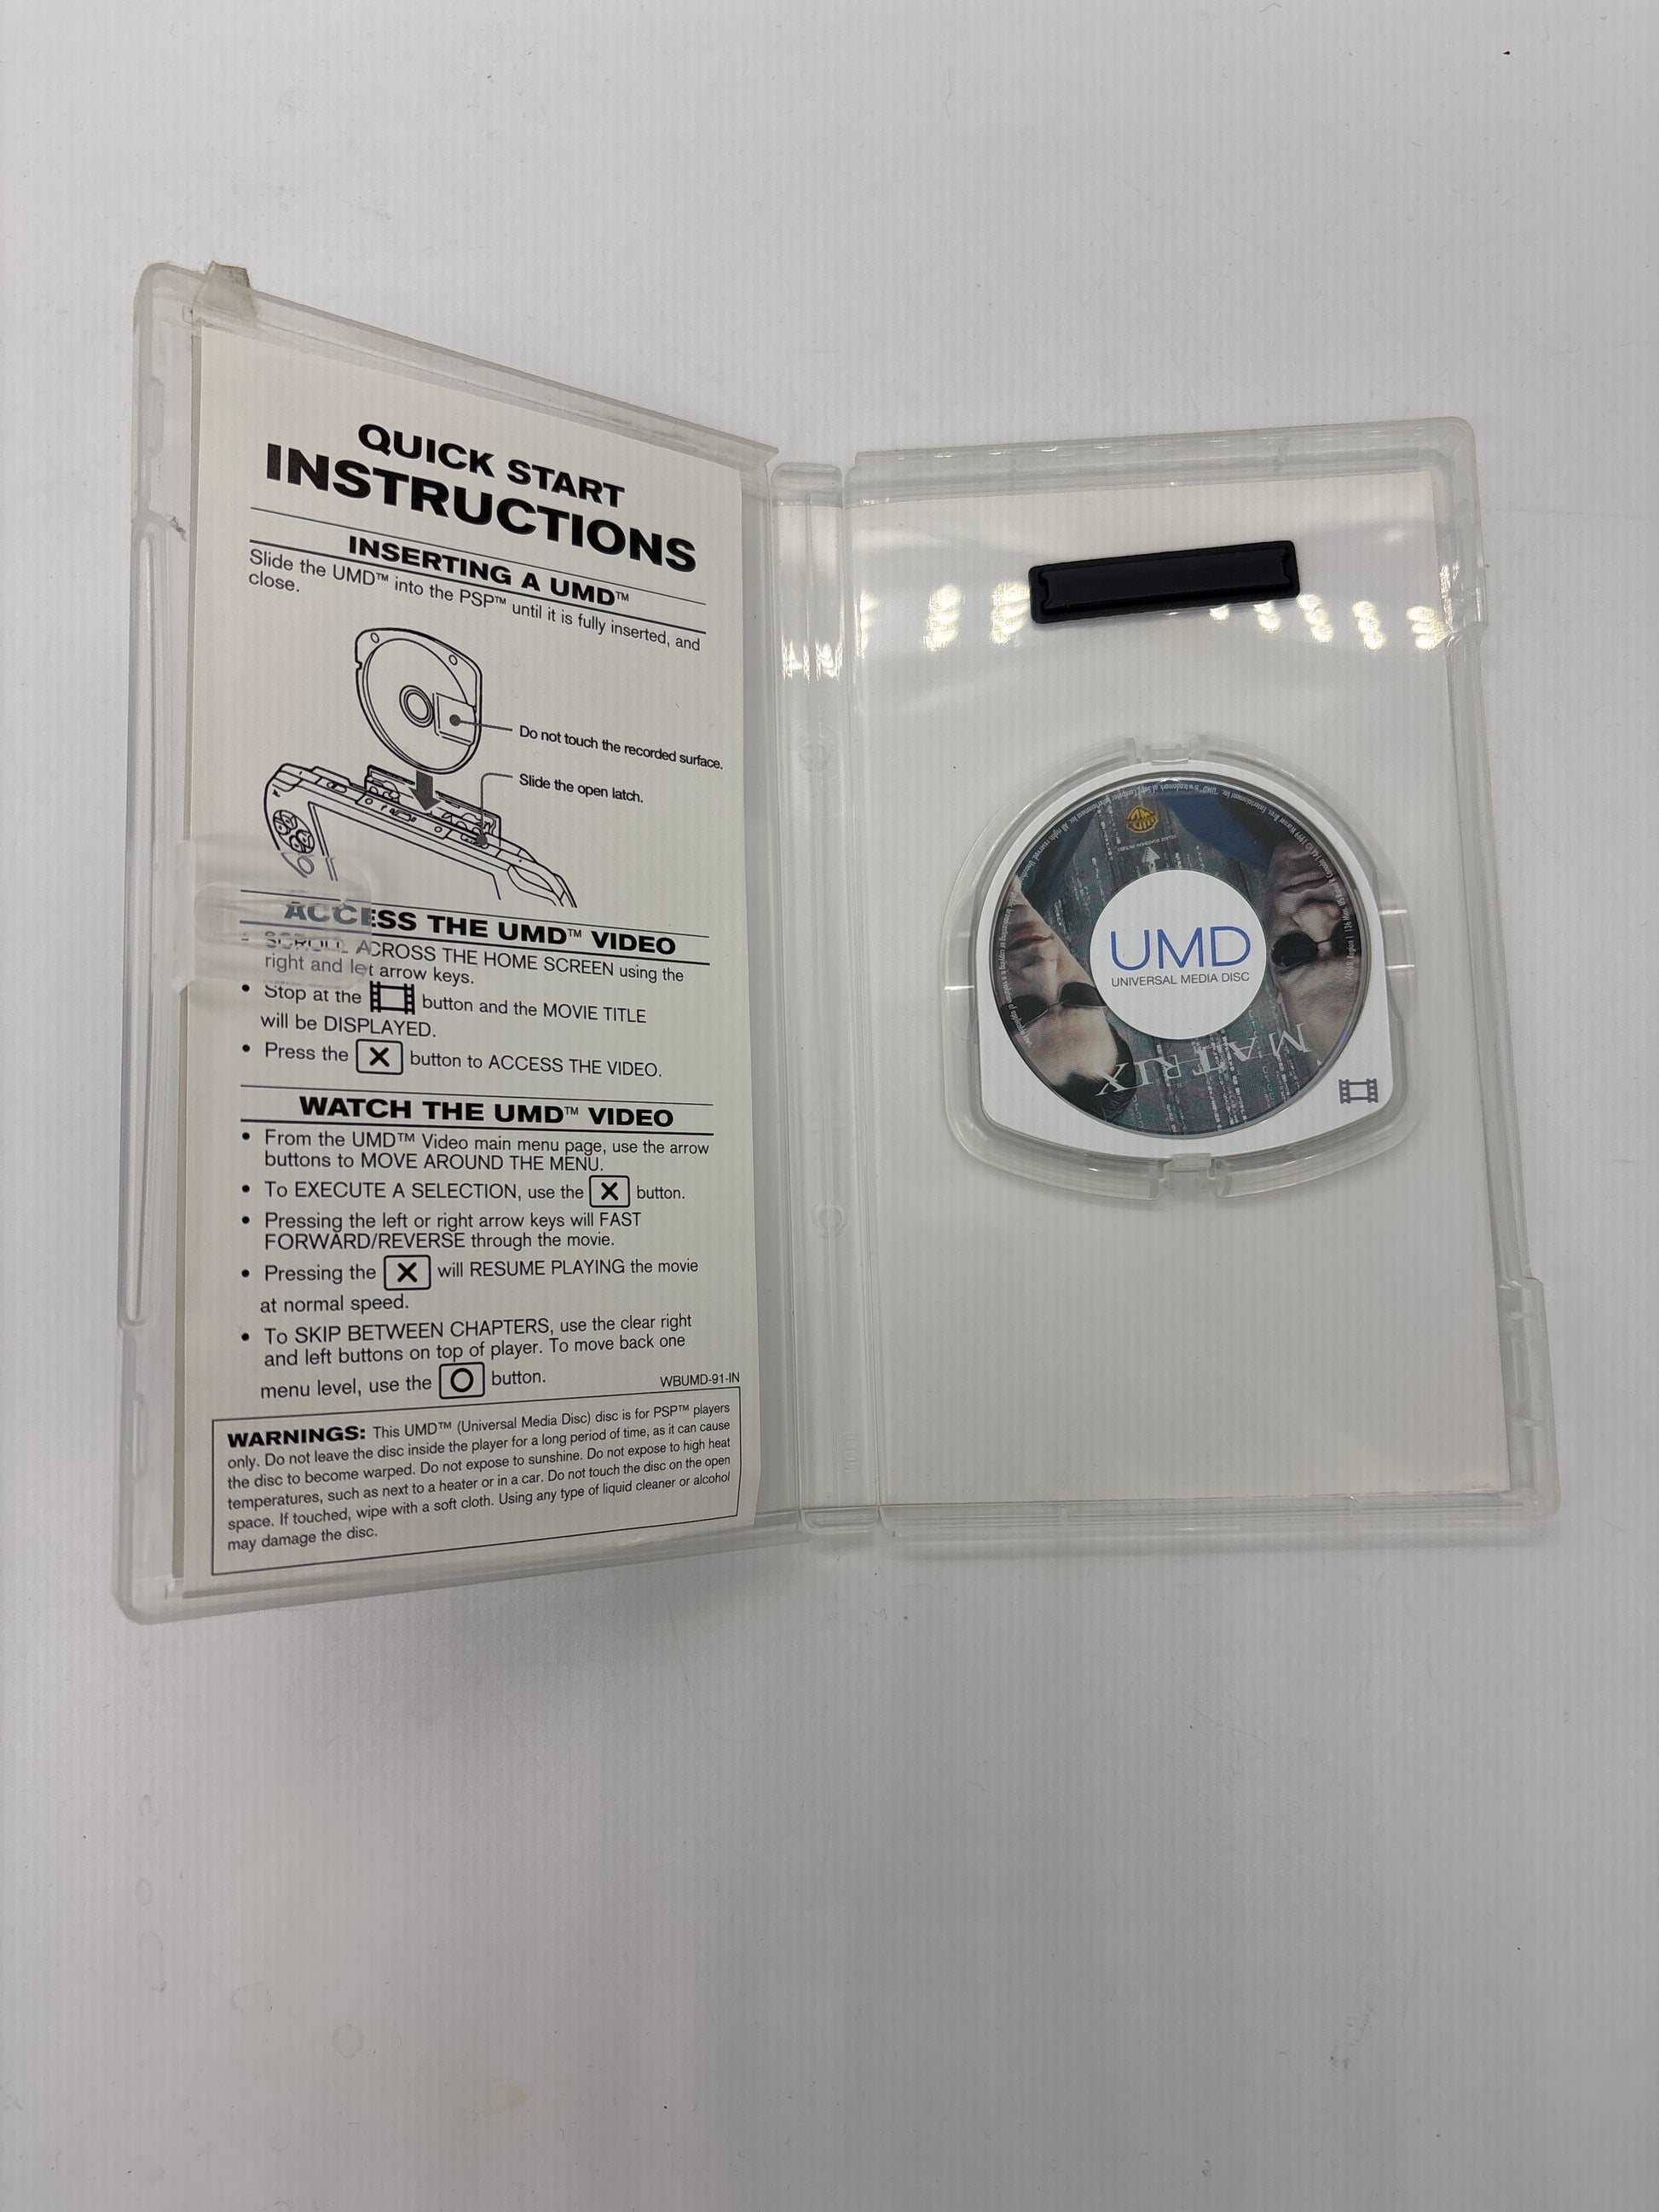 QUICK START
INSTRUCTIONS
INSERTING A UMD™
Slide the UMD™ into the PSP™ until it is fully inserted, and
close.
Do not touch the recorded surface.
Slide the open latch.
ACCESS THE UMD™ VIDEO
- SCROLL ACROSS THE HOME SCREEN using the
right and let arrow keys.
• Stop at the button and the MOVIE TITLE
will be DISPLAYED.
• Press the X button to ACCESS THE VIDEO.
WATCH THE UMD™ VIDEO
• From the UMD™ Video main menu page, use the arrow
buttons to MOVE AROUND THE MENU.
• To EXECUTE A SELECTION, use the X button.
• Pressing the left or right arrow keys will FAST
FORWARD/REVERSE through the movie.
• Pressing the X will RESUME PLAYING the movie
at normal speed.
• To SKIP BETWEEN CHAPTERS, use the clear right
and left buttons on top of player. To move back one
menu level, use the O button.
WBUMD-91-IN
WARNINGS: This UMD™ (Universal Media Disc) disc is for PSP™ players
only. Do not leave the disc inside the player for a long period of time, as it can cause
the disc to become warped. Do not expose to sunshine. Do not expose to high heat
temperatures, such as next to a heater or in a car. Do not touch the disc on the open
space. If touched, wipe with a soft cloth. Using any type of liquid cleaner or alcohol
may damage the disc.
UMD
UNIVERSAL MEDIA DISC
MATRIX